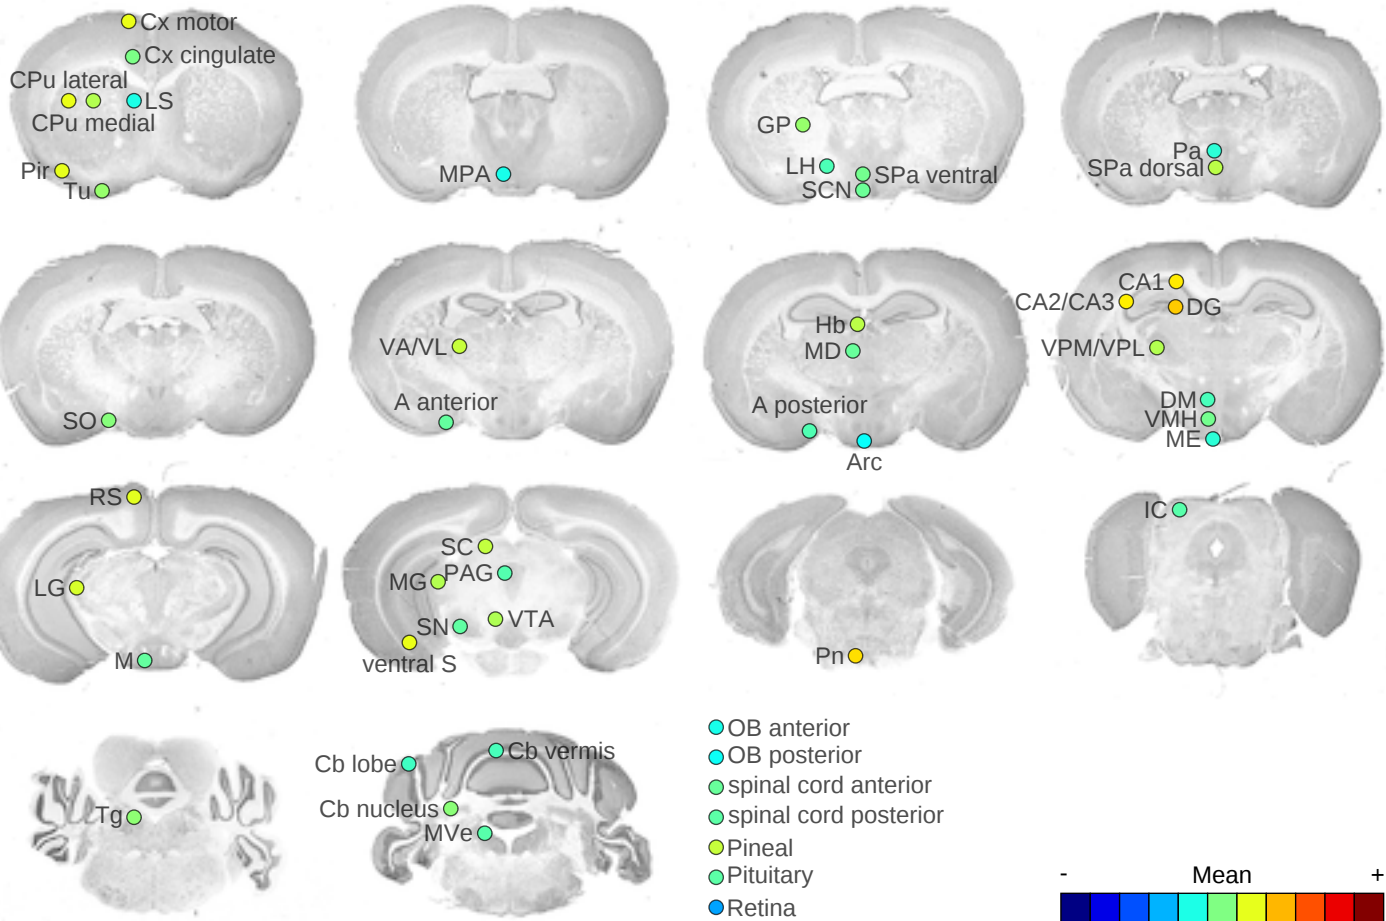 Cx motor
Cx cingulate
CPu lateral
LS
CPu medial
Pir
Tu
MPA
GP
LH
SPa ventral
SCN
Pa
SPa dorsal
SO
VA/VL
A anterior
Hb
MD
A posterior
Arc
CA1
CA2/CA3
DG
VPM/VPL
DM
VMH
ME
RS
LG
M
SC
PAG
MG
SN
VTA
ventral S
Pn
IC
Tg
Cb lobe
Cb vermis
Cb nucleus
MVe
OB anterior
OB posterior
spinal cord anterior
spinal cord posterior
Pineal
Pituitary
Retina
- Mean +